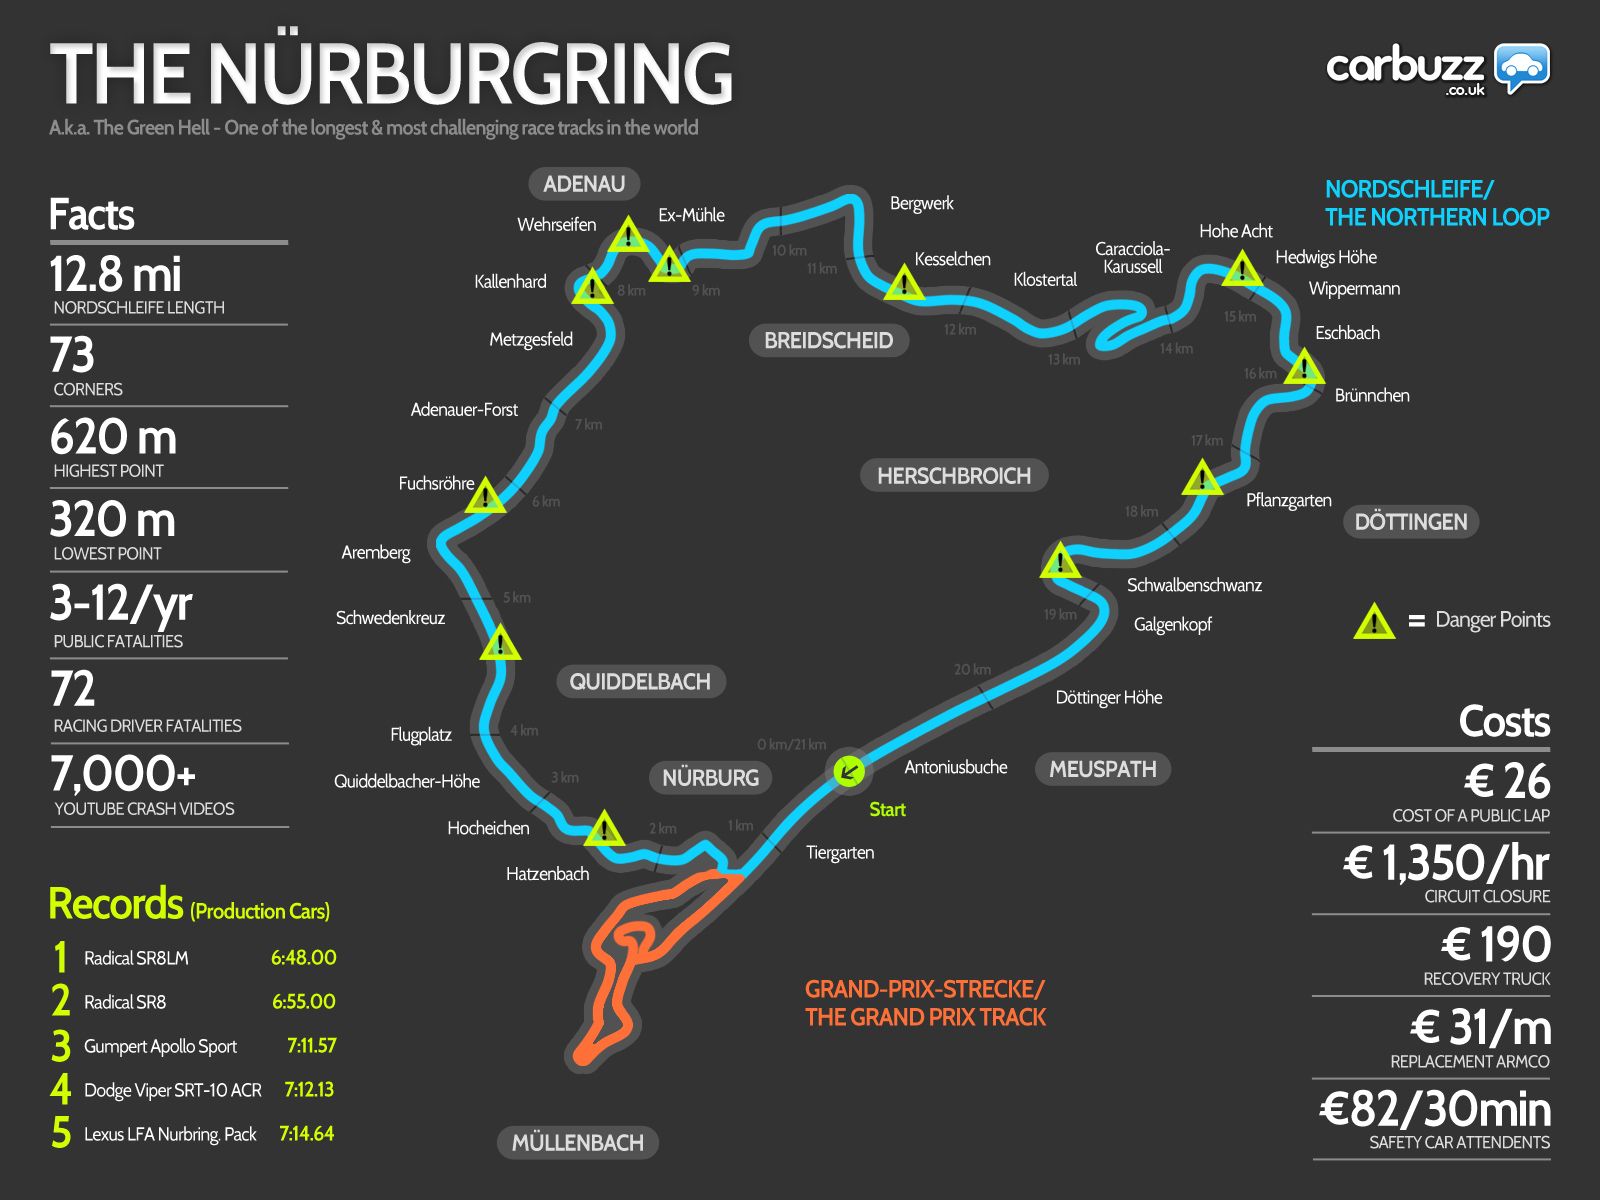 THE NÜRBURGRING
A.k.a. The Green Hell - One of the longest & most challenging race tracks in the world
carbuzz
.co.uk
Facts
12.8 mi
NORDSCHLEIFE LENGTH
73
CORNERS
620 m
HIGHEST POINT
320 m
LOWEST POINT
3-12/yr
PUBLIC FATALITIES
72
RACING DRIVER FATALITIES
7,000+
YOUTUBE CRASH VIDEOS
Records (Production Cars)
1 Radical SR8LM 6:48.00
2 Radical SR8 6:55.00
3 Gumpert Apollo Sport 7:11.57
4 Dodge Viper SRT-10 ACR 7:12.13
5 Lexus LFA Nurbring. Pack 7:14.64
NORDSCHLEIFE/
THE NORTHERN LOOP
ADENAU
Wehrseifen
Ex-Mühle
Bergwerk
Kallenhard
8 km
9 km
10 km
11 km
Kesselchen
Klostertal
Caracciola-
Karussell
Hohe Acht
Hedwigs Höhe
Wippermann
Eschbach
Metzgesfeld
BREIDSCHEID
12 km
13 km
14 km
15 km
16 km
Brünnchen
Adenauer-Forst
7 km
17 km
HERSCHBROICH
Fuchsröhre
6 km
Pflanzgarten
18 km
DÖTTINGEN
Aremberg
5 km
Schwalbenschwanz
19 km
Galgenkopf
Schwedenkreuz
! = Danger Points
QUIDDELBACH
20 km
Döttinger Höhe
Flugplatz
4 km
0 km/21 km
Antoniusbuche
MEUSPATH
NÜRBURG
Quiddelbacher-Höhe
3 km
Start
Hocheichen
2 km
1 km
Tiergarten
Hatzenbach
GRAND-PRIX-STRECKE/
THE GRAND PRIX TRACK
MÜLLENBACH
Costs
€ 26
COST OF A PUBLIC LAP
€ 1,350/hr
CIRCUIT CLOSURE
€ 190
RECOVERY TRUCK
€ 31/m
REPLACEMENT ARMCO
€82/30min
SAFETY CAR ATTENDENTS